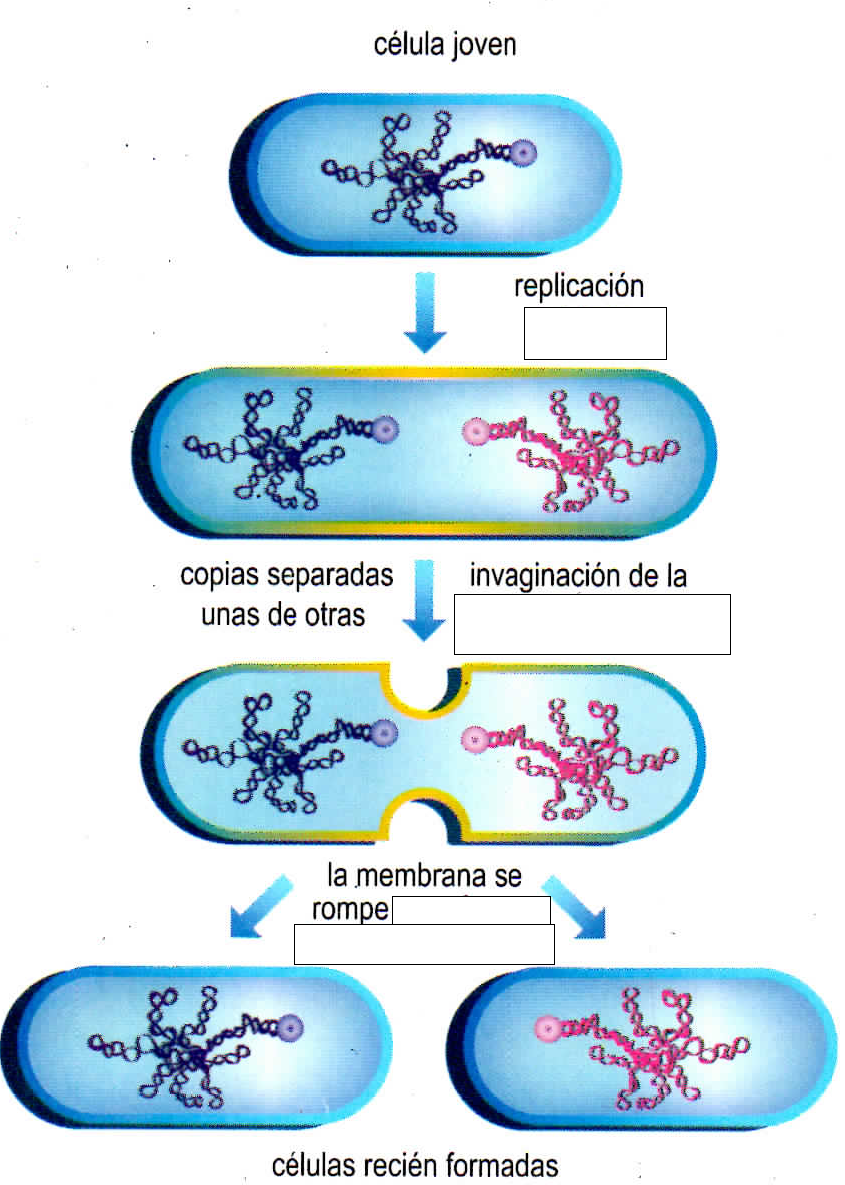 célula joven
replicación
copias separadas
unas de otras
invaginación de la
la membrana se
rompe
células recién formadas